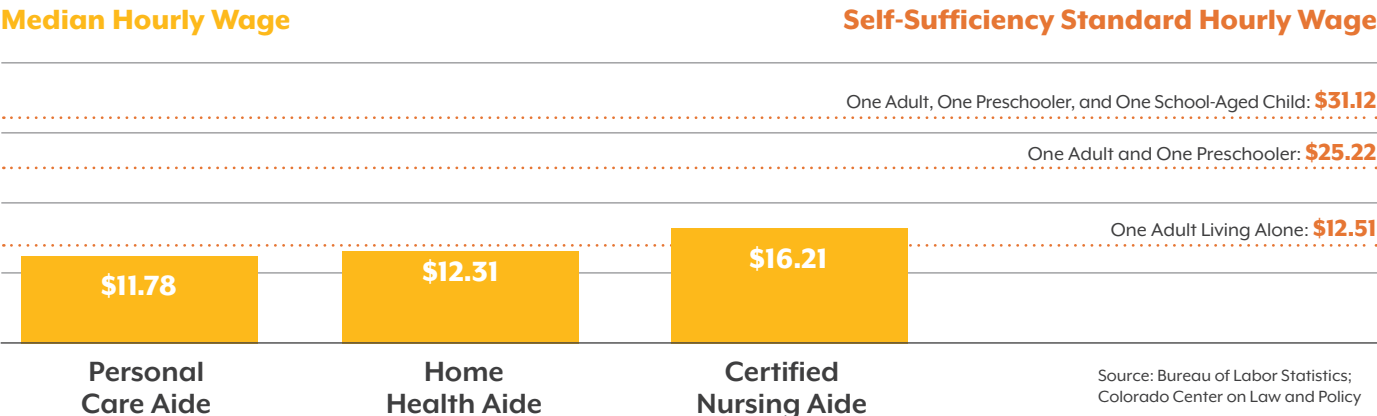 Median Hourly Wage
Self-Sufficiency Standard Hourly Wage
One Adult, One Preschooler, and One School-Aged Child: $31.12
One Adult and One Preschooler: $25.22
One Adult Living Alone: $12.51
$11.78
$12.31
$16.21
Personal
Care Aide
Home
Health Aide
Certified
Nursing Aide
Source: Bureau of Labor Statistics;
Colorado Center on Law and Policy